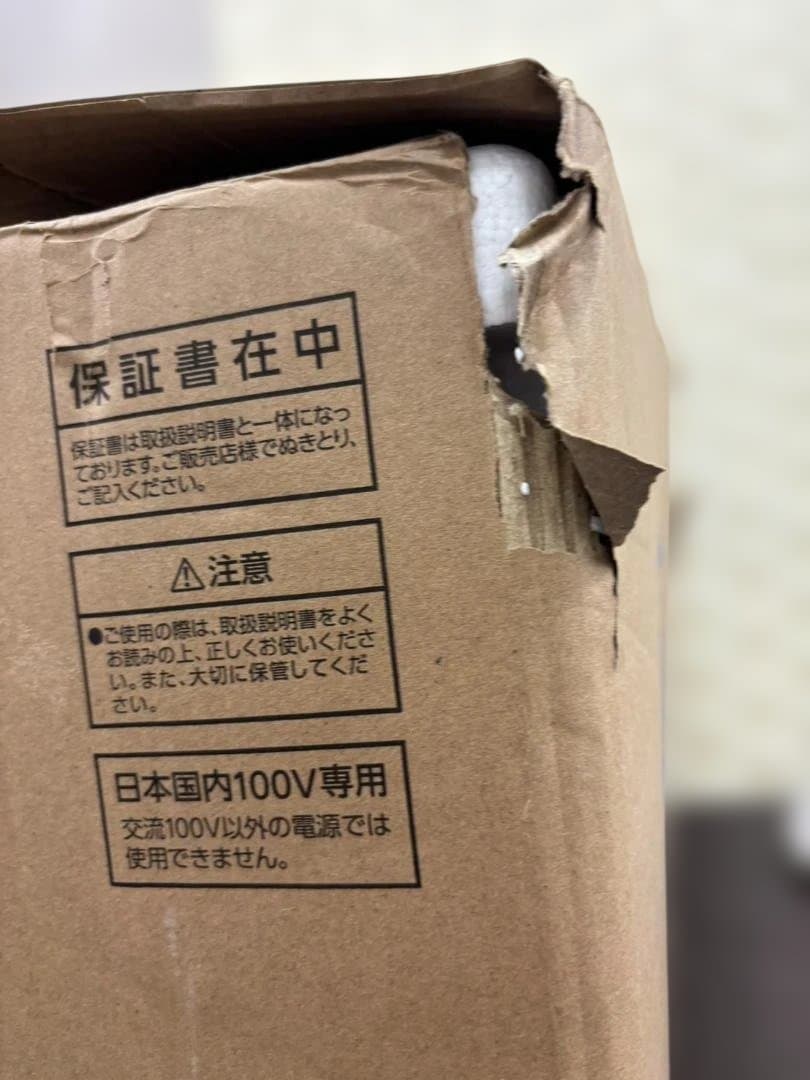 保証書在中
保証書は取扱説明書と一体になっ
ております。ご販売店様でぬきとり、
ご記入ください。
⚠注意
●ご使用の際は、取扱説明書をよく
お読みの上、正しくお使いくださ
い。また、大切に保管してくだ
さい。
日本国内100V専用
交流100V以外の電源では
使用できません。